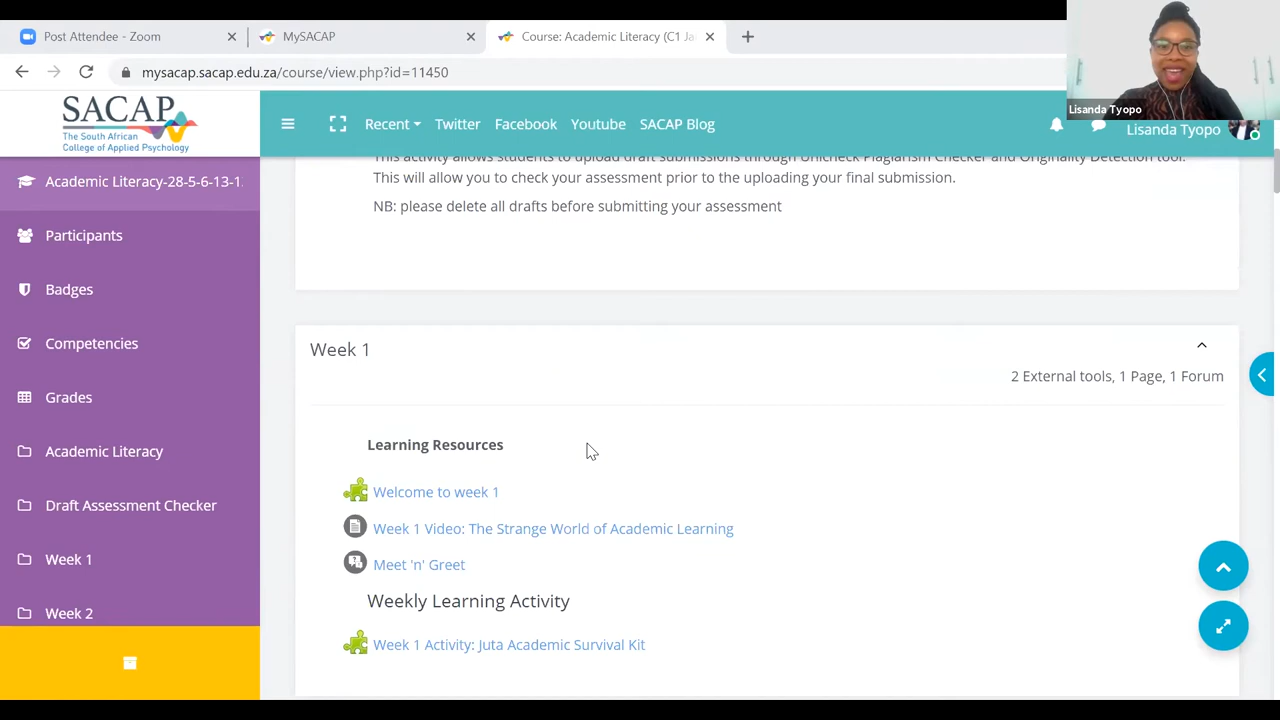 Post Attendee - Zoom
MySACAP
Course: Academic Literacy (C1 Ja
mysacap.sacap.edu.za/course/view.php?id=11450
Lisanda Tyopo
SACAP
The South African
College of Applied Psychology
Recent
Twitter
Facebook
Youtube
SACAP Blog
Lisanda Tyopo
Academic Literacy-28-5-6-13-1
Participants
Badges
Competencies
Grades
Academic Literacy
Draft Assessment Checker
Week 1
Week 2
This activity allows students to upload draft submissions through Unicheck Plagiarism Checker and Originality Detection tool.
This will allow you to check your assessment prior to the uploading your final submission.
NB: please delete all drafts before submitting your assessment
Week 1
2 External tools, 1 Page, 1 Forum
Learning Resources
Welcome to week 1
Week 1 Video: The Strange World of Academic Learning
Meet 'n' Greet
Weekly Learning Activity
Week 1 Activity: Juta Academic Survival Kit